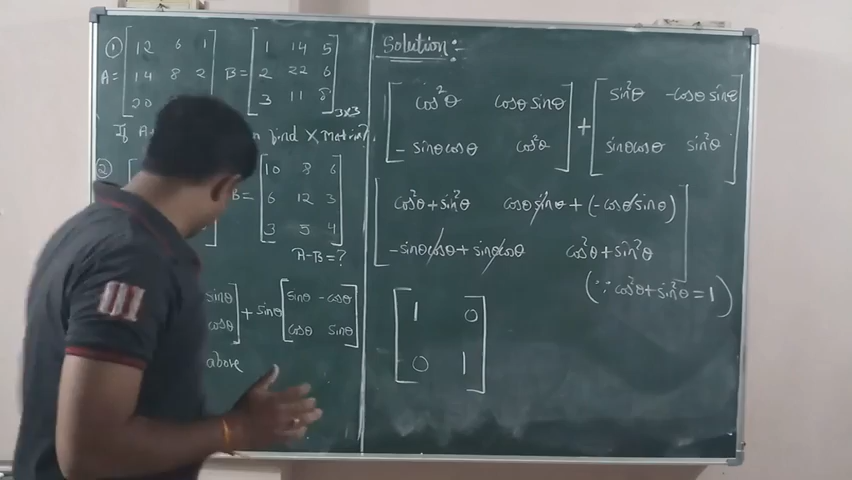 ① A= [ 12 6 1
14 8 2
20
B= [ 1 14 5
2 22 6
3 11 8 ] 3×3
If A find X Matrix?
②
B= [ 10 8 6
6 12 3
3 5 4 ]
A-B=?
sinθ
cosθ ] + sinθ [ sinθ -cosθ
cosθ sinθ ]
above
Solution:-
[ cos²θ cosθ sinθ
- sinθ cosθ cos²θ ] + [ sin²θ -cosθ sinθ
sinθ cosθ sin²θ ]
[ cos²θ + sin²θ cosθ sinθ + (-cosθ sinθ)
- sinθ cosθ + sinθ cosθ cos²θ + sin²θ ]
(∵ cos²θ + sin²θ = 1)
[ 1 0
0 1 ]